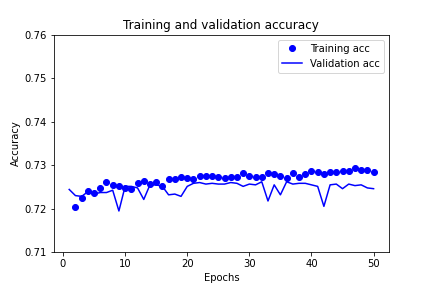 Training and validation accuracy
0.76
0.75
0.74
0.73
0.72
0.71
Accuracy
Training acc
Validation acc
0
10
20
30
40
50
Epochs